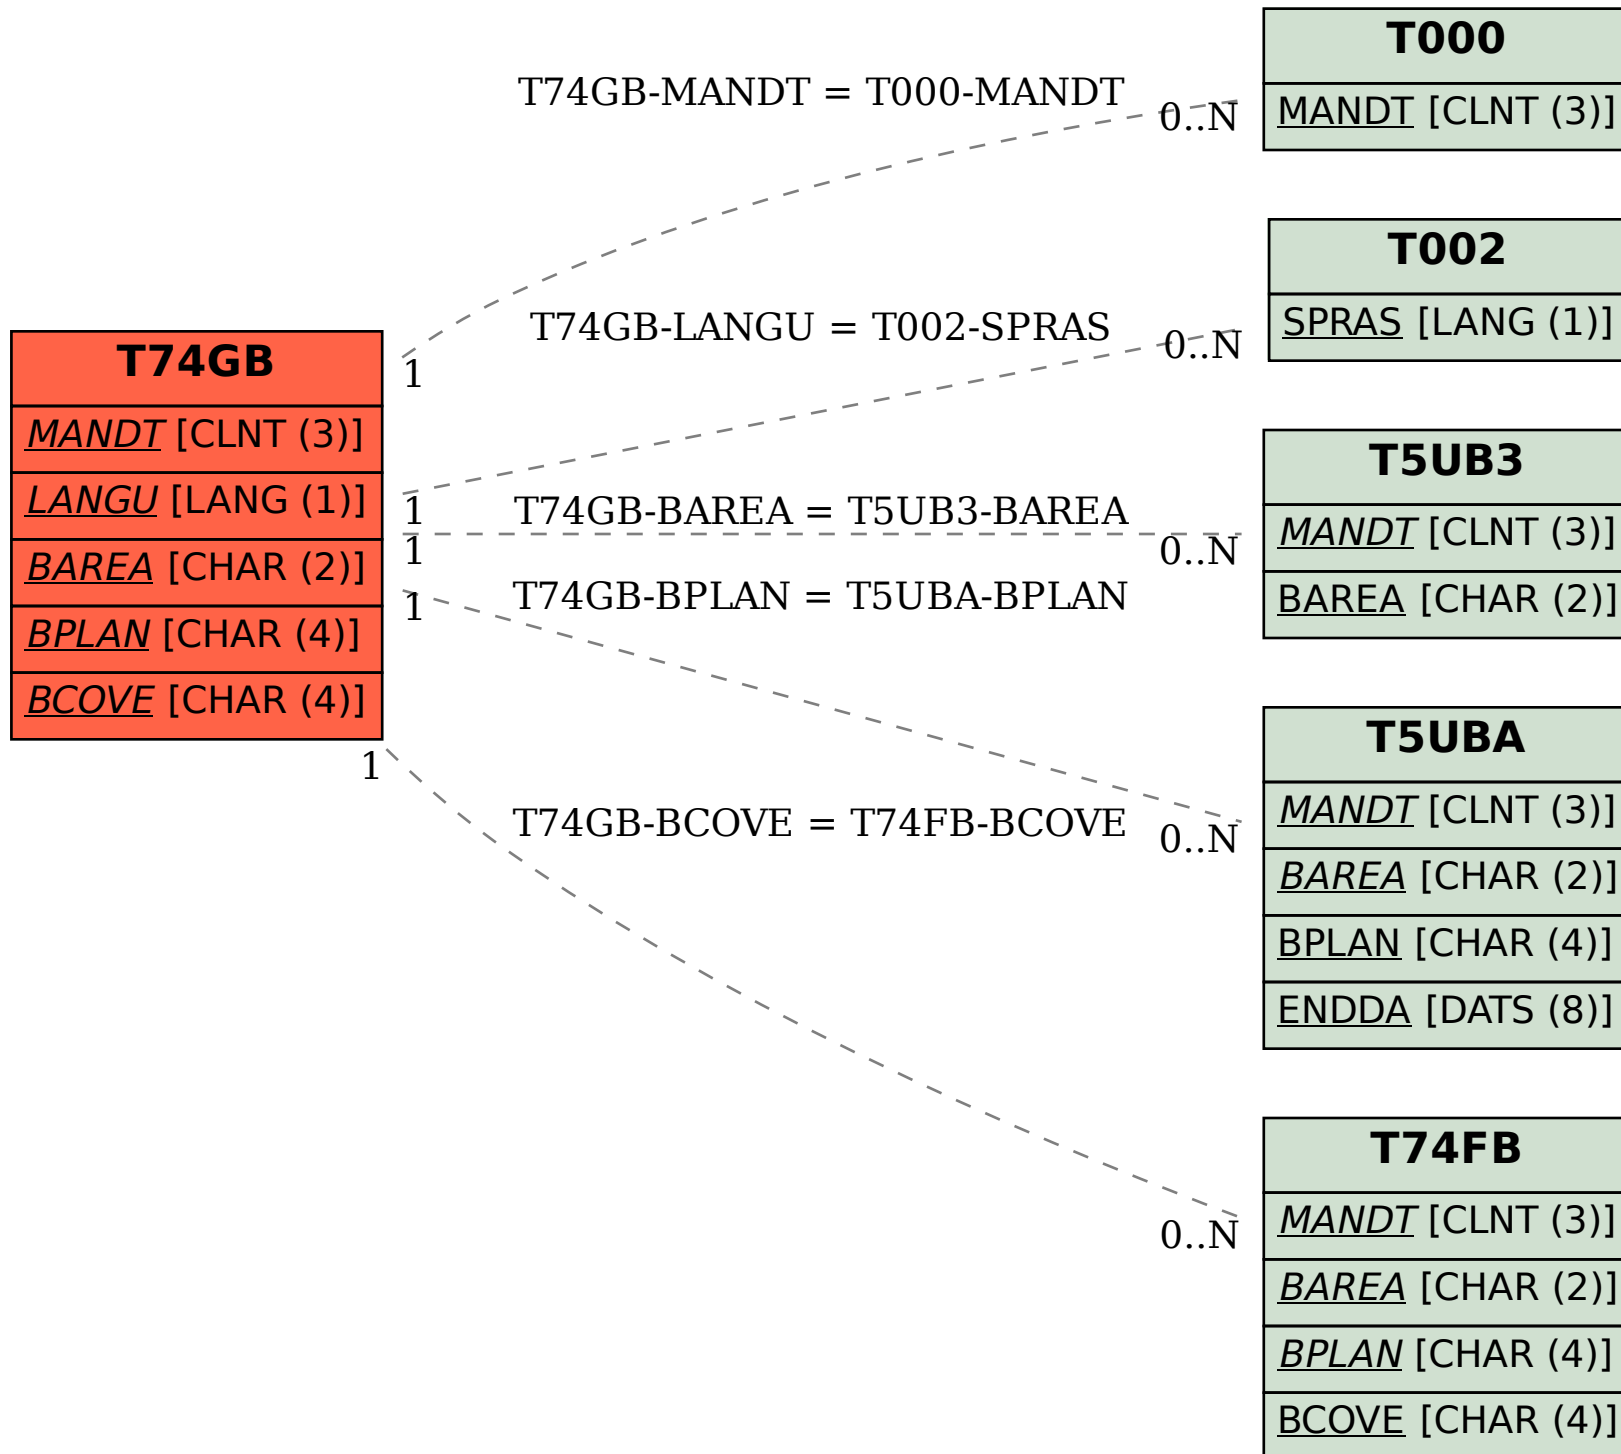 T74GB
MANDT [CLNT (3)]
LANGU [LANG (1)]
BAREA [CHAR (2)]
BPLAN [CHAR (4)]
BCOVE [CHAR (4)]
T74GB-MANDT = T000-MANDT
1
0..N
T74GB-LANGU = T002-SPRAS
1
0..N
T74GB-BAREA = T5UB3-BAREA
1
0..N
T74GB-BPLAN = T5UBA-BPLAN
1
0..N
T74GB-BCOVE = T74FB-BCOVE
1
0..N
T000
MANDT [CLNT (3)]
T002
SPRAS [LANG (1)]
T5UB3
MANDT [CLNT (3)]
BAREA [CHAR (2)]
T5UBA
MANDT [CLNT (3)]
BAREA [CHAR (2)]
BPLAN [CHAR (4)]
ENDDA [DATS (8)]
T74FB
MANDT [CLNT (3)]
BAREA [CHAR (2)]
BPLAN [CHAR (4)]
BCOVE [CHAR (4)]